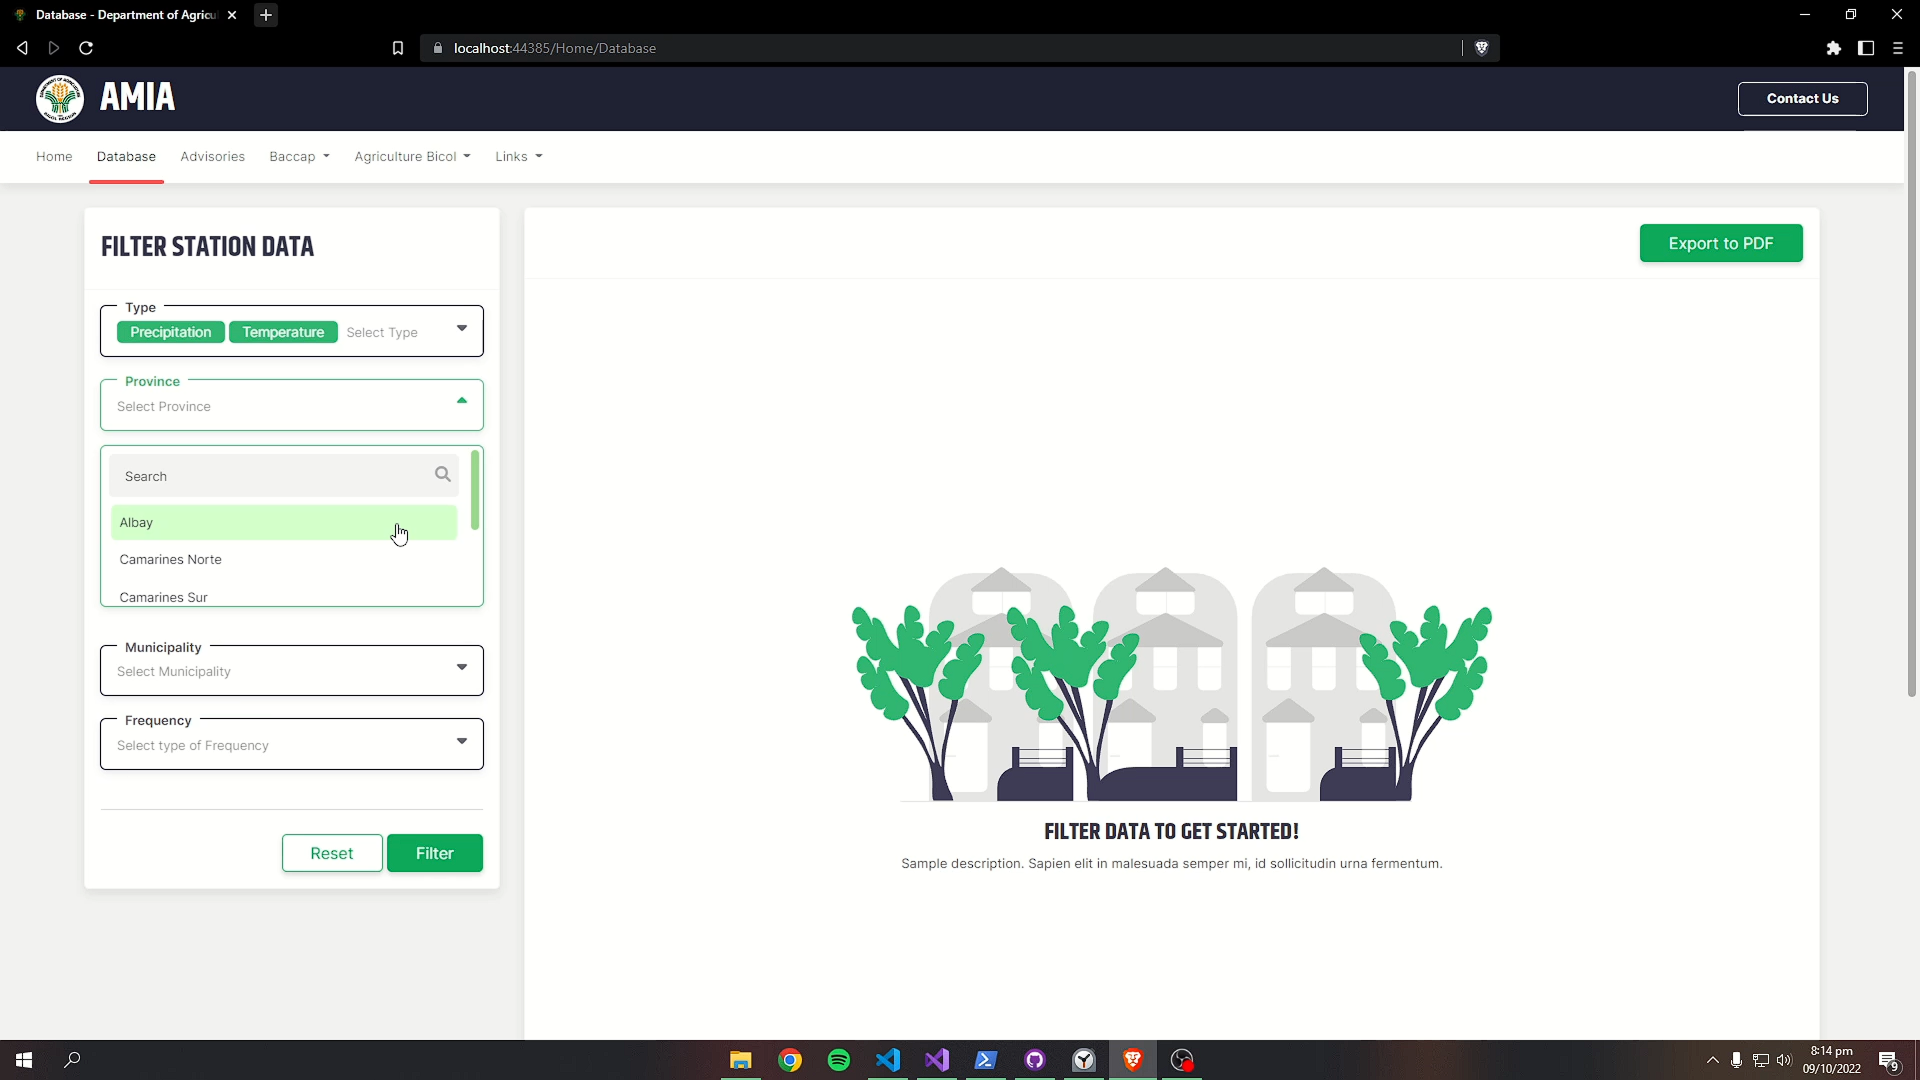 Database - Department of Agricu
localhost:44385/Home/Database
AMIA
Contact Us
Home Database Advisories Baccap Agriculture Bicol Links
FILTER STATION DATA
Export to PDF
Type
Precipitation Temperature Select Type
Province
Select Province
Search
Albay
Camarines Norte
Camarines Sur
Municipality
Select Municipality
Frequency
Select type of Frequency
Reset Filter
FILTER DATA TO GET STARTED!
Sample description. Sapien elit in malesuada semper mi, id sollicitudin urna fermentum.
8:14 pm
09/10/2022
9